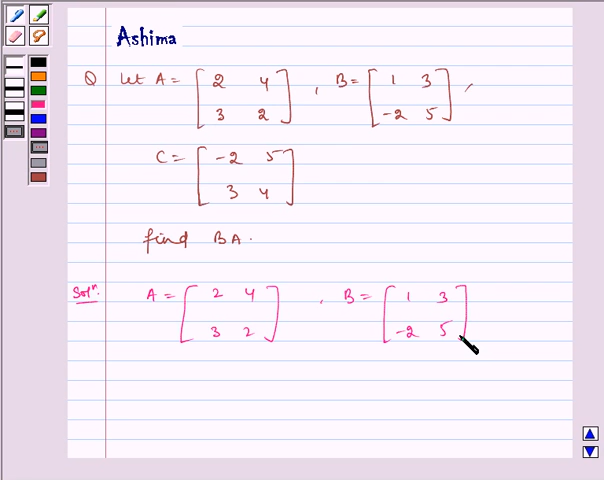 Ashima
Q Let A = [ 2 4 , B = [ 1 3 ,
3 2 ] -2 5 ]
C = [ -2 5
3 4 ]
find BA.
Solⁿ. A = [ 2 4 , B = [ 1 3
3 2 ] -2 5 ]